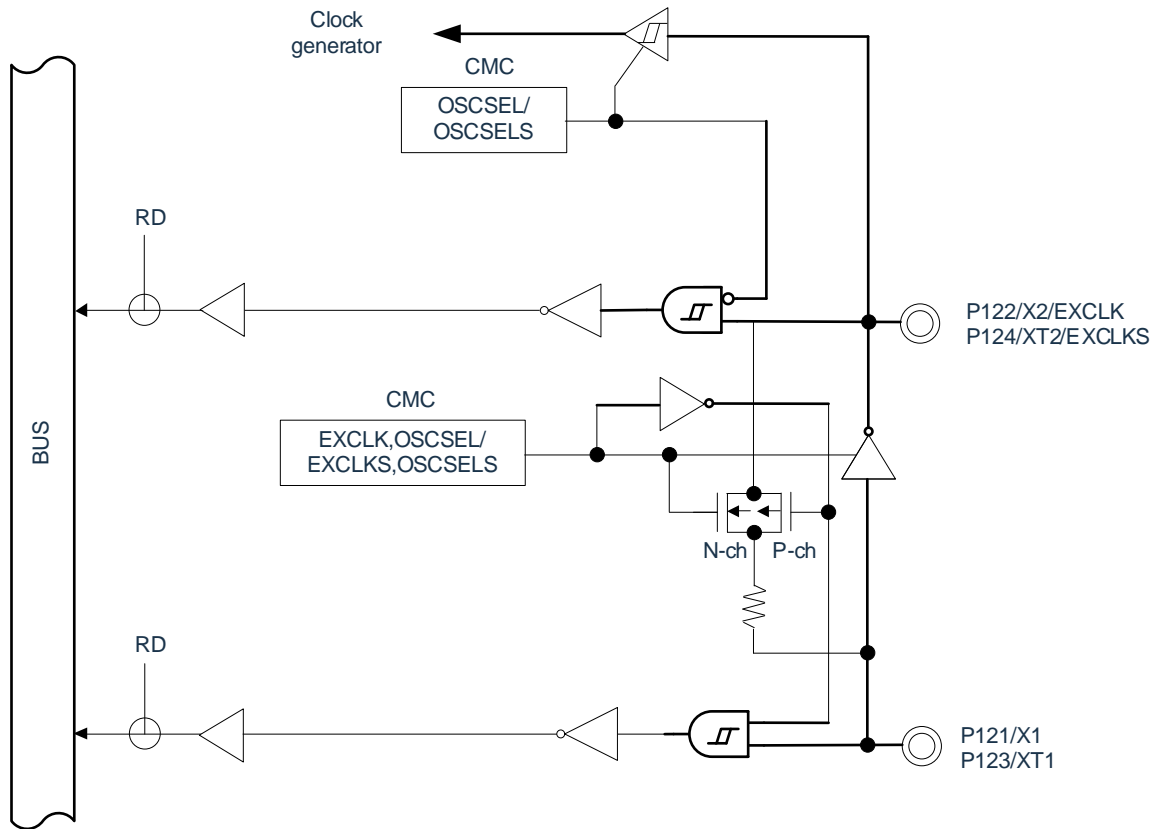 Clock
generator
CMC
OSCSEL/
OSCSELS
RD
P122/X2/EXCLK
P124/XT2/EXCLKS
CMC
EXCLK,OSCSEL/
EXCLKS,OSCSELS
BUS
N-ch
P-ch
RD
P121/X1
P123/XT1